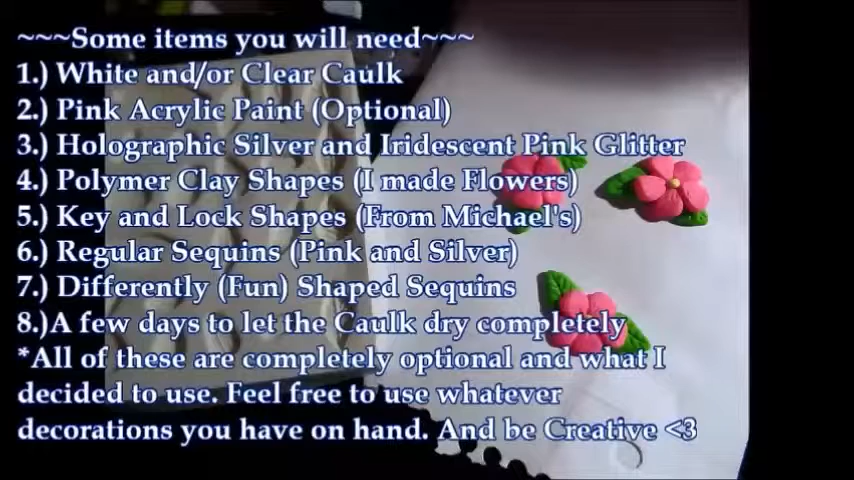 ~~~Some items you will need~~~
1.) White and/or Clear Caulk
2.) Pink Acrylic Paint (Optional)
3.) Holographic Silver and Iridescent Pink Glitter
4.) Polymer Clay Shapes (I made Flowers)
5.) Key and Lock Shapes (From Michael's)
6.) Regular Sequins (Pink and Silver)
7.) Differently (Fun) Shaped Sequins
8.)A few days to let the Caulk dry completely
*All of these are completely optional and what I
decided to use. Feel free to use whatever
decorations you have on hand. And be Creative <3